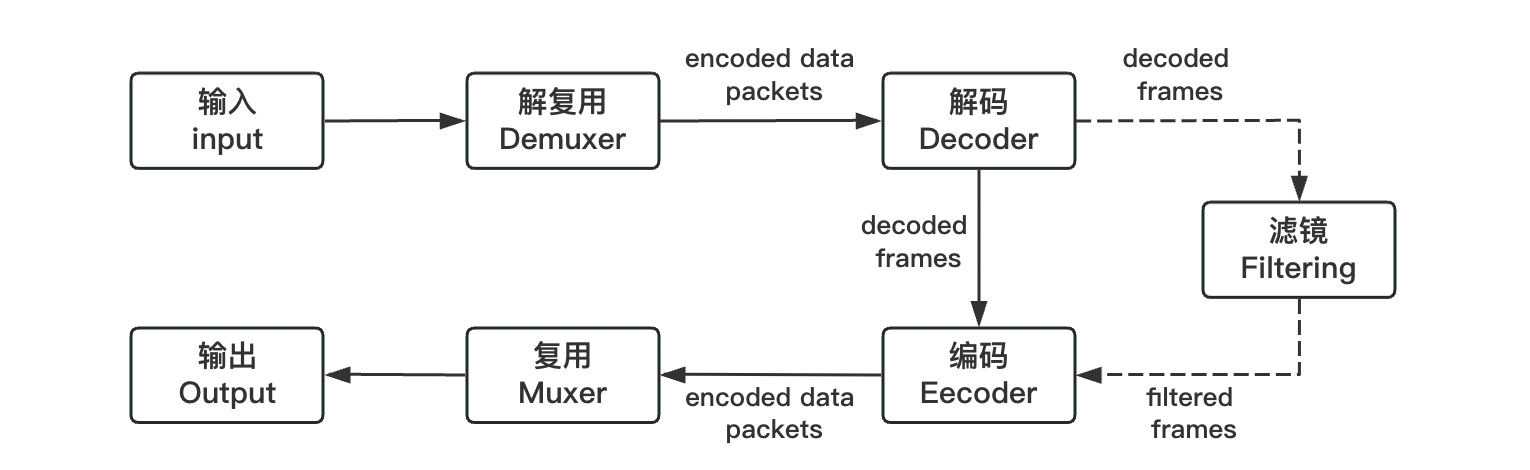 输入
input
解复用
Demuxer
encoded data
packets
解码
Decoder
decoded
frames
decoded
frames
滤镜
Filtering
输出
Output
复用
Muxer
encoded data
packets
编码
Eecoder
filtered
frames